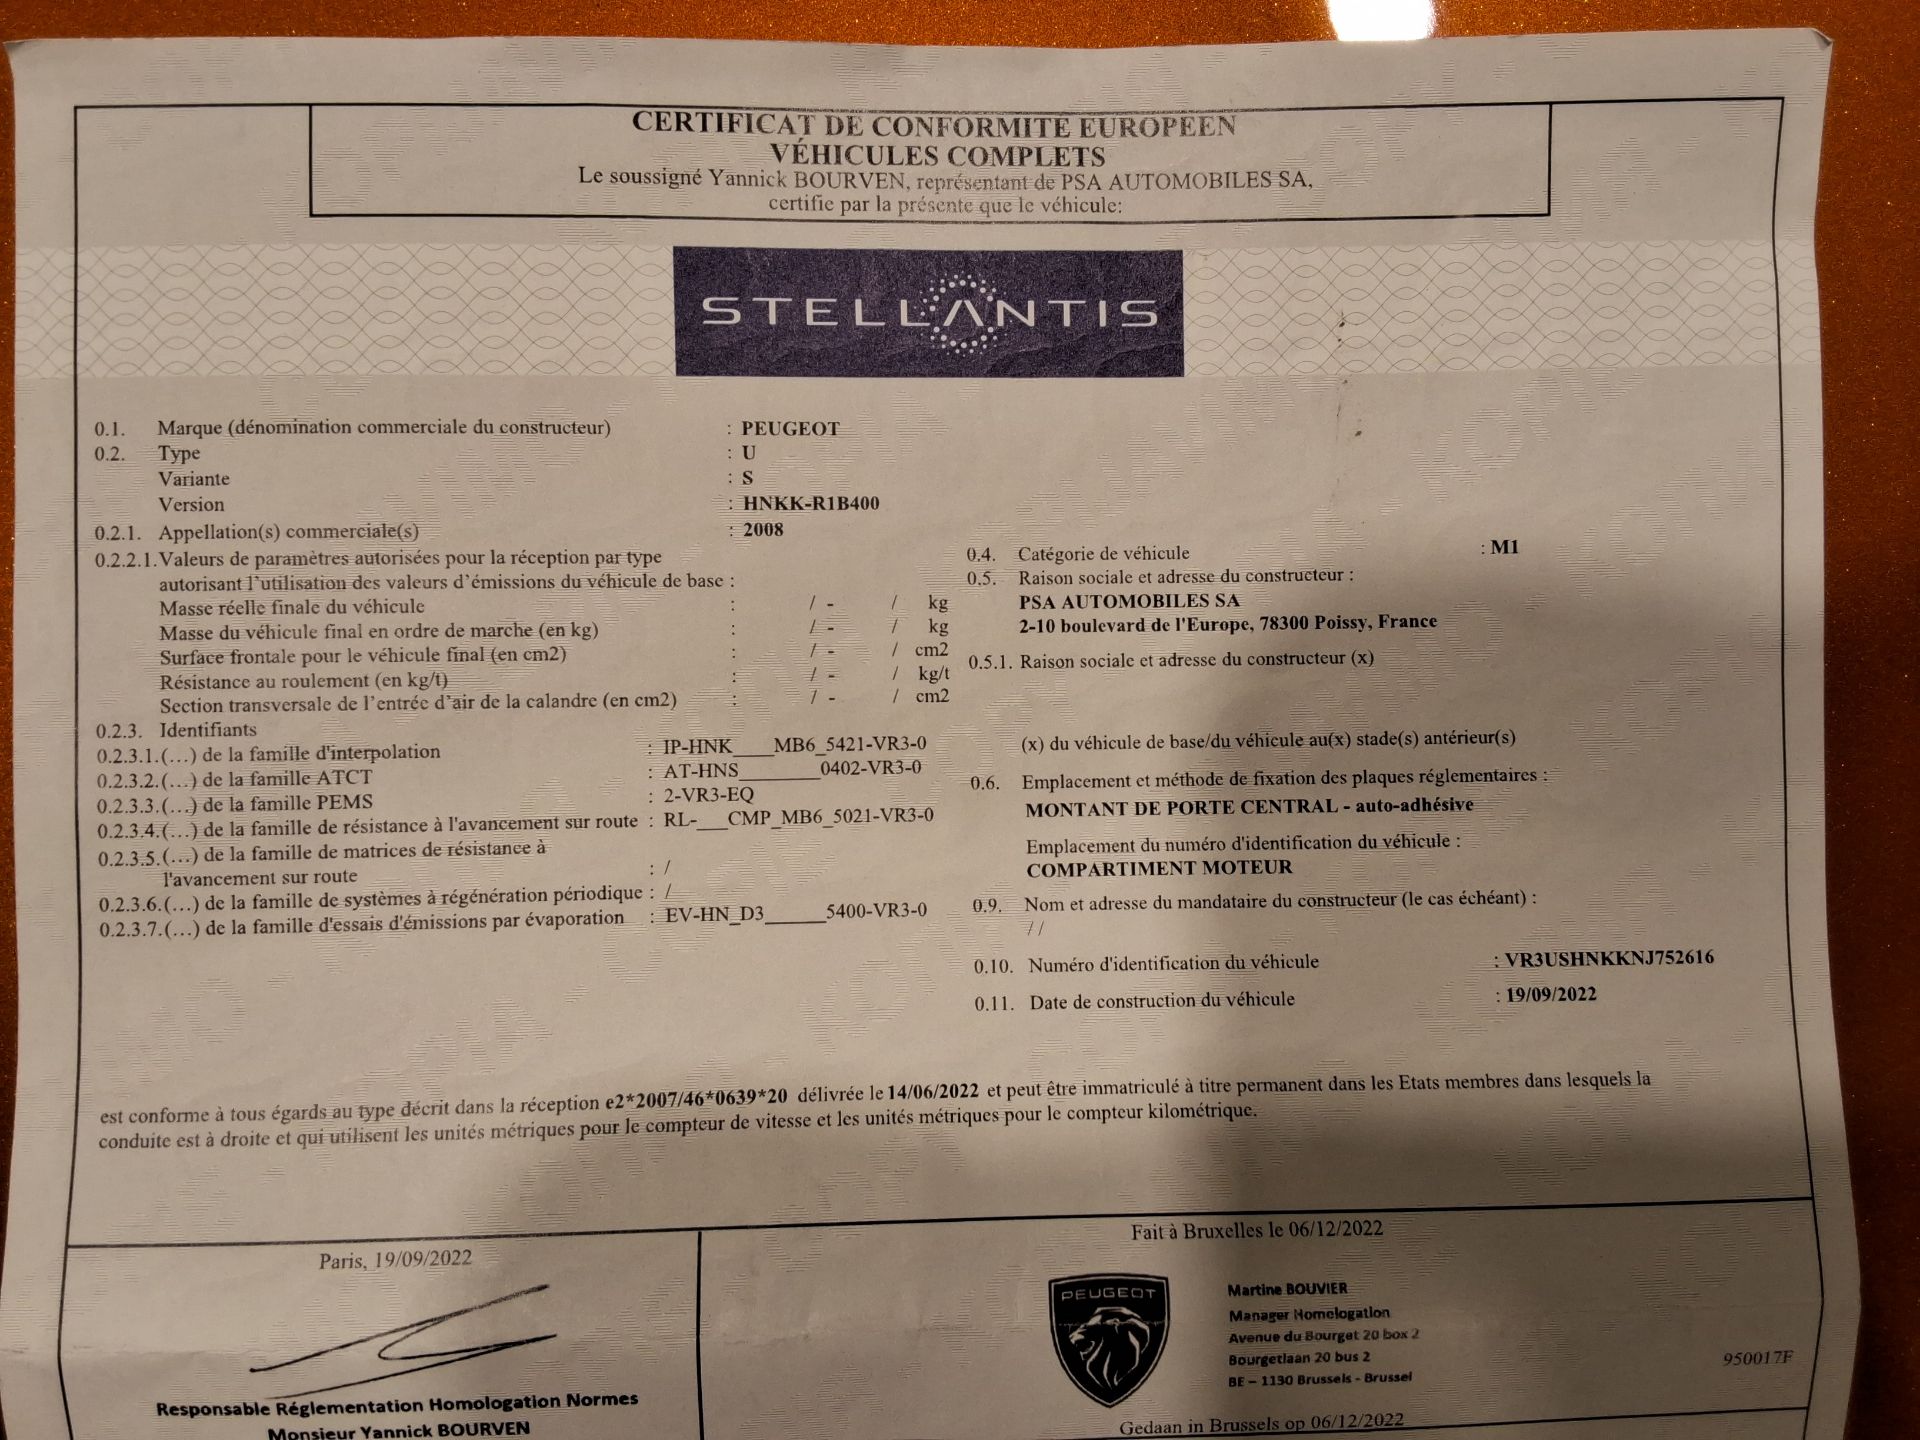 CERTIFICAT DE CONFORMITÉ EUROPEEN
VÉHICULES COMPLETS
Le soussigné Yannick BOURVEN, représentant de PSA AUTOMOBILES SA,
certifie par la présente que le véhicule:
STELLANTIS
0.1. Marque (dénomination commerciale du constructeur) : PEUGEOT
0.2. Type : U
Variante : S
Version : HNKK-R1B400
0.2.1. Appellation(s) commerciale(s) : 2008
0.2.2.1. Valeurs de paramètres autorisées pour la réception par type
autorisant l'utilisation des valeurs d'émissions du véhicule de base :
Masse réelle finale du véhicule : / - / kg
Masse du véhicule final en ordre de marche (en kg) : / - / kg
Surface frontale pour le véhicule final (en cm2) : / - / cm2
Résistance au roulement (en kg/t) : / - / kg/t
Section transversale de l'entrée d'air de la calandre (en cm2) : / - / cm2
0.2.3. Identifiants
0.2.3.1.(...) de la famille d'interpolation : IP-HNK____MB6_5421-VR3-0
0.2.3.2.(...) de la famille ATCT : AT-HNS________0402-VR3-0
0.2.3.3.(...) de la famille PEMS : 2-VR3-EQ
0.2.3.4.(...) de la famille de résistance à l'avancement sur route : RL-___CMP_MB6_5021-VR3-0
0.2.3.5.(...) de la famille de matrices de résistance à
l'avancement sur route : /
0.2.3.6.(...) de la famille de systèmes à régénération périodique : /
0.2.3.7.(...) de la famille d'essais d'émissions par évaporation : EV-HN_D3______5400-VR3-0
0.4. Catégorie de véhicule : M1
0.5. Raison sociale et adresse du constructeur :
PSA AUTOMOBILES SA
2-10 boulevard de l'Europe, 78300 Poissy, France
0.5.1. Raison sociale et adresse du constructeur (x)
(x) du véhicule de base/du véhicule au(x) stade(s) antérieur(s)
0.6. Emplacement et méthode de fixation des plaques réglementaires :
MONTANT DE PORTE CENTRAL - auto-adhésive
Emplacement du numéro d'identification du véhicule :
COMPARTIMENT MOTEUR
0.9. Nom et adresse du mandataire du constructeur (le cas échéant) :
/ /
0.10. Numéro d'identification du véhicule : VR3USHNKKNJ752616
0.11. Date de construction du véhicule : 19/09/2022
est conforme à tous égards au type décrit dans la réception e2*2007/46*0639*20 délivrée le 14/06/2022 et peut être immatriculé à titre permanent dans les Etats membres dans lesquels la
conduite est à droite et qui utilisent les unités métriques pour le compteur de vitesse et les unités métriques pour le compteur kilométrique.
Paris, 19/09/2022
Responsable Réglementation Homologation Normes
Monsieur Yannick BOURVEN
Fait à Bruxelles le 06/12/2022
PEUGEOT
Martine BOUVIER
Manager Homologation
Avenue du Bourget 20 box 2
Bourgetlaan 20 bus 2
BE – 1130 Brussels - Brussel
950017F
Gedaan in Brussels op 06/12/2022